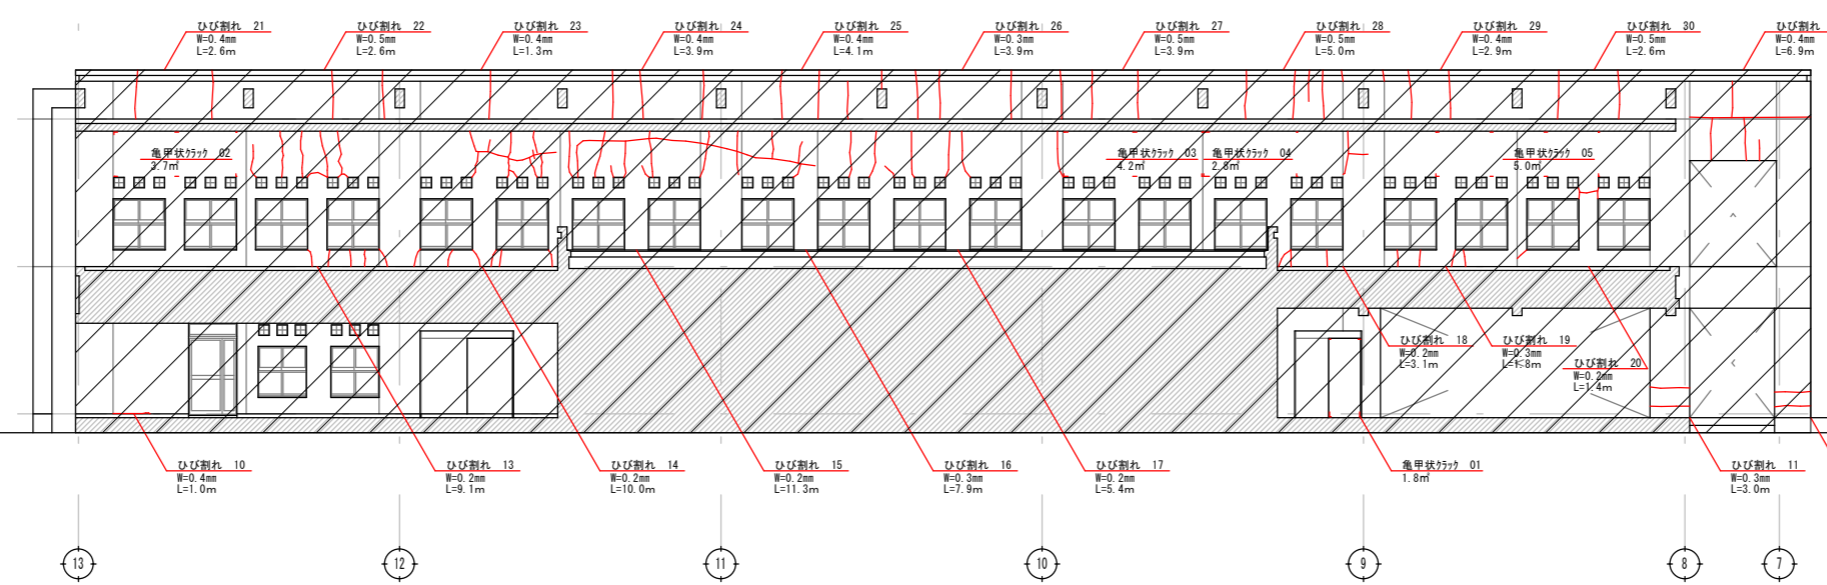 ひび割れ 21
W=0.4mm
L=2.6m
ひび割れ 22
W=0.5mm
L=2.6m
ひび割れ 23
W=0.4mm
L=1.3m
ひび割れ 24
W=0.4mm
L=3.9m
ひび割れ 25
W=0.4mm
L=4.1m
ひび割れ 26
W=0.3mm
L=3.9m
ひび割れ 27
W=0.5mm
L=3.9m
ひび割れ 28
W=0.5mm
L=5.0m
ひび割れ 29
W=0.4mm
L=2.9m
ひび割れ 30
W=0.5mm
L=2.6m
ひび割れ
W=0.4mm
L=6.9m
亀甲状クラック 02
3.7㎡
亀甲状クラック 03
4.2㎡
亀甲状クラック 04
2.8㎡
亀甲状クラック 05
5.0㎡
ひび割れ 18
W=0.2mm
L=3.1m
ひび割れ 19
W=0.3mm
L=1.8m
ひび割れ 20
W=0.2mm
L=1.4m
ひび割れ 10
W=0.4mm
L=1.0m
ひび割れ 13
W=0.2mm
L=9.1m
ひび割れ 14
W=0.2mm
L=10.0m
ひび割れ 15
W=0.2mm
L=11.3m
ひび割れ 16
W=0.3mm
L=7.9m
ひび割れ 17
W=0.2mm
L=5.4m
亀甲状クラック 01
1.8㎡
ひび割れ 11
W=0.3mm
L=3.0m
13
12
11
10
9
8
7